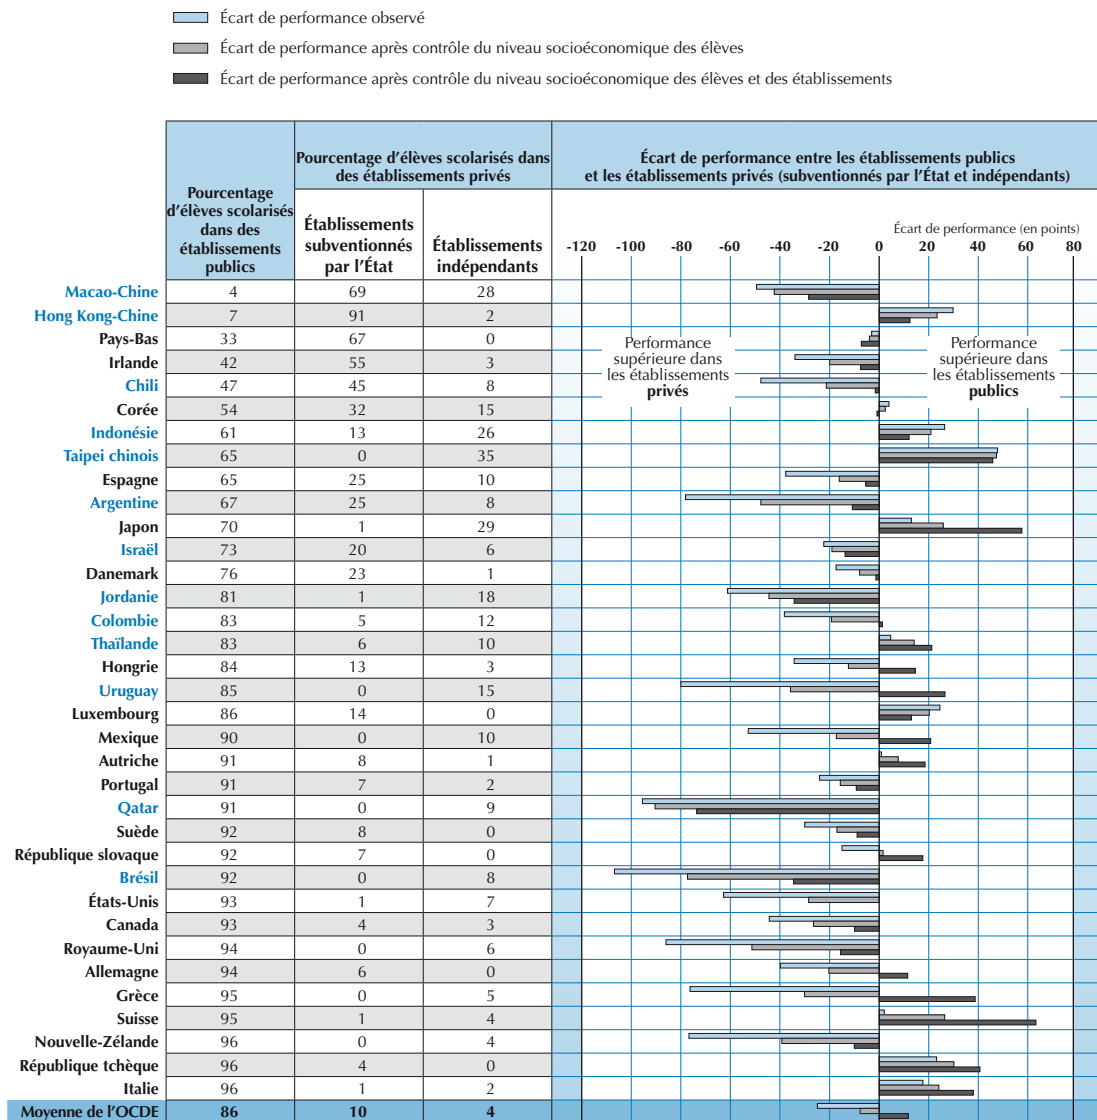 Écart de performance observé
Écart de performance après contrôle du niveau socioéconomique des élèves
Écart de performance après contrôle du niveau socioéconomique des élèves et des établissements
Pourcentage
d'élèves scolarisés
dans des
établissements
publics
Pourcentage d'élèves scolarisés dans
des établissements privés
Établissements
subventionnés
par l'État
Établissements
indépendants
Écart de performance entre les établissements publics
et les établissements privés (subventionnés par l'État et indépendants)
Écart de performance (en points)
-120 -100 -80 -60 -40 -20 0 20 40 60 80
Performance
supérieure dans
les établissements
privés
Performance
supérieure dans
les établissements
publics
Macao-Chine 4 69 28
Hong Kong-Chine 7 91 2
Pays-Bas 33 67 0
Irlande 42 55 3
Chili 47 45 8
Corée 54 32 15
Indonésie 61 13 26
Taipei chinois 65 0 35
Espagne 65 25 10
Argentine 67 25 8
Japon 70 1 29
Israël 73 20 6
Danemark 76 23 1
Jordanie 81 1 18
Colombie 83 5 12
Thaïlande 83 6 10
Hongrie 84 13 3
Uruguay 85 0 15
Luxembourg 86 14 0
Mexique 90 0 10
Autriche 91 8 1
Portugal 91 7 2
Qatar 91 0 9
Suède 92 8 0
République slovaque 92 7 0
Brésil 92 0 8
États-Unis 93 1 7
Canada 93 4 3
Royaume-Uni 94 0 6
Allemagne 94 6 0
Grèce 95 0 5
Suisse 95 1 4
Nouvelle-Zélande 96 0 4
République tchèque 96 4 0
Italie 96 1 2
Moyenne de l'OCDE 86 10 4